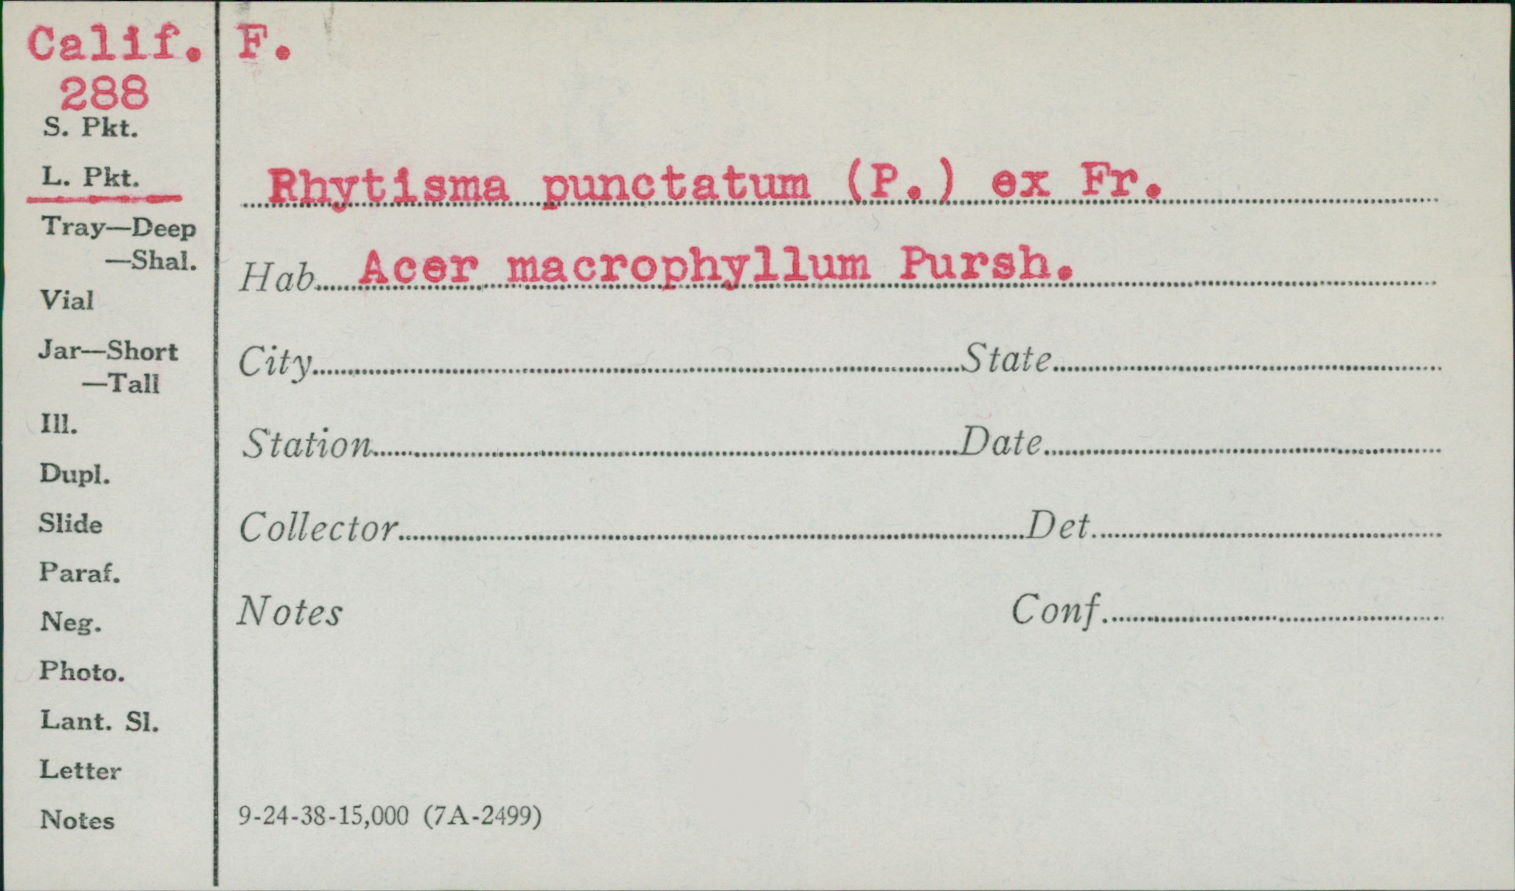 Calif. F.
288
S. Pkt.
L. Pkt.
Rhytisma punctatum (P.) ex Fr.
Tray—Deep
—Shal.
Hab. Acer macrophyllum Pursh.
Vial
Jar—Short
—Tall
City State
Ill.
Station Date
Dupl.
Slide
Collector Det.
Paraf.
Neg.
Notes Conf.
Photo.
Lant. Sl.
Letter
Notes
9-24-38-15,000 (7A-2499)